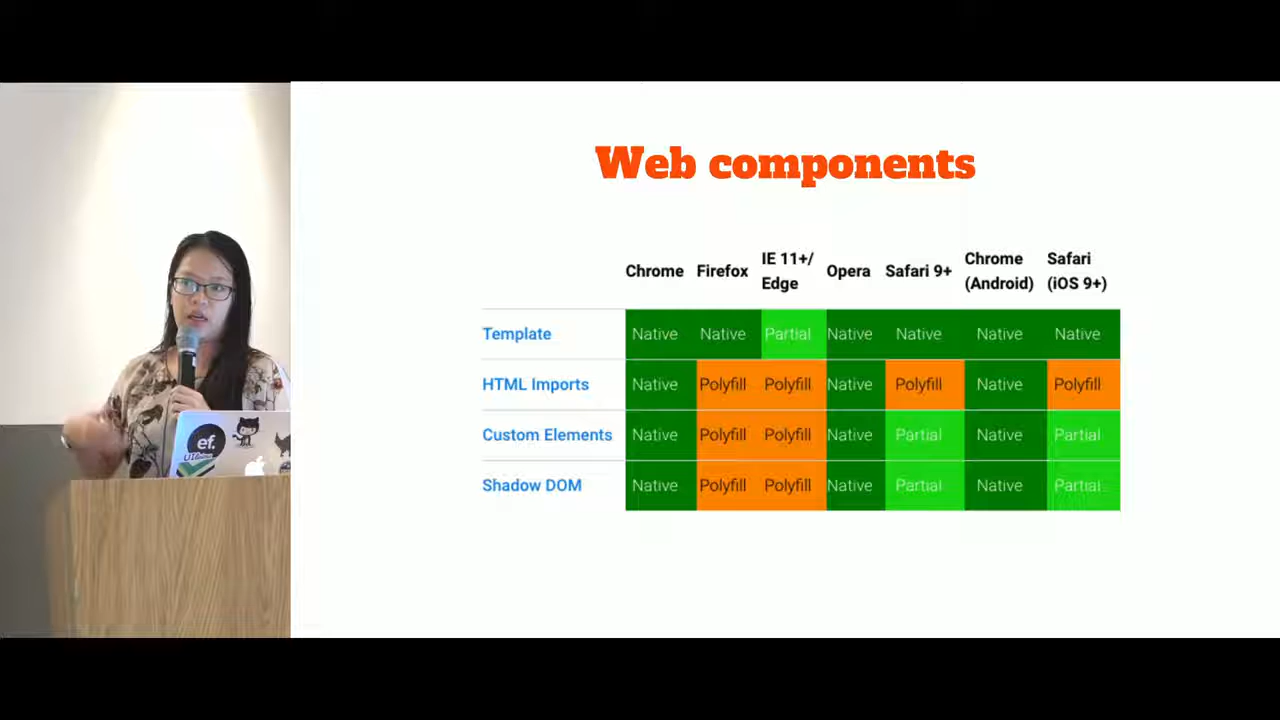 Web components
Chrome Firefox IE 11+/ Edge Opera Safari 9+ Chrome (Android) Safari (iOS 9+)
Template Native Native Partial Native Native Native Native
HTML Imports Native Polyfill Polyfill Native Polyfill Native Polyfill
Custom Elements Native Polyfill Polyfill Native Partial Native Partial
Shadow DOM Native Polyfill Polyfill Native Partial Native Partial
ef.